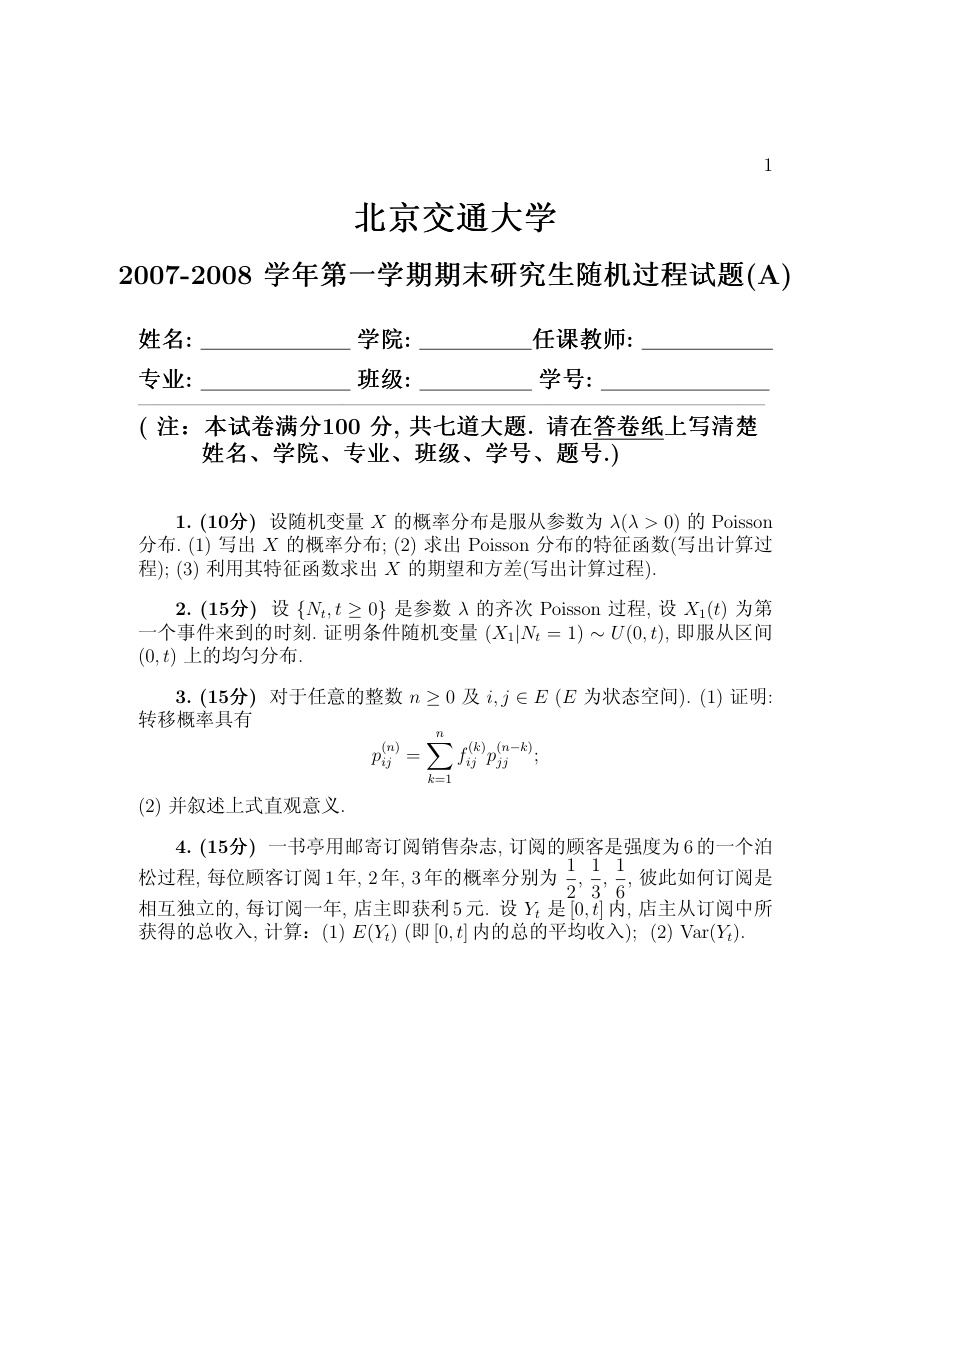 1
北京交通大学
2007-2008 学年第一学期期末研究生随机过程试题(A)
姓名: ____________ 学院: _________任课教师: ___________
专业: ____________ 班级: _________ 学号: ______________
( 注：本试卷满分100 分, 共七道大题. 请在答卷纸上写清楚
姓名、学院、专业、班级、学号、题号.)
1. (10分) 设随机变量 X 的概率分布是服从参数为 λ(λ > 0) 的 Poisson
分布. (1) 写出 X 的概率分布; (2) 求出 Poisson 分布的特征函数(写出计算过
程); (3) 利用其特征函数求出 X 的期望和方差(写出计算过程).
2. (15分) 设 {N_t, t ≥ 0} 是参数 λ 的齐次 Poisson 过程, 设 X_1(t) 为第
一个事件来到的时刻. 证明条件随机变量 (X_1|N_t = 1) ∼ U(0, t), 即服从区间
(0, t) 上的均匀分布.
3. (15分) 对于任意的整数 n ≥ 0 及 i, j ∈ E (E 为状态空间). (1) 证明:
转移概率具有
p_{ij}^{(n)} = \sum_{k=1}^{n} f_{ij}^{(k)} p_{jj}^{(n−k)};
(2) 并叙述上式直观意义.
4. (15分) 一书亭用邮寄订阅销售杂志, 订阅的顾客是强度为 6 的一个泊
松过程, 每位顾客订阅 1 年, 2 年, 3 年的概率分别为 1/2, 1/3, 1/6, 彼此如何订阅是
相互独立的, 每订阅一年, 店主即获利 5 元. 设 Y_t 是 [0, t] 内, 店主从订阅中所
获得的总收入, 计算：(1) E(Y_t) (即 [0, t] 内的总的平均收入); (2) Var(Y_t).